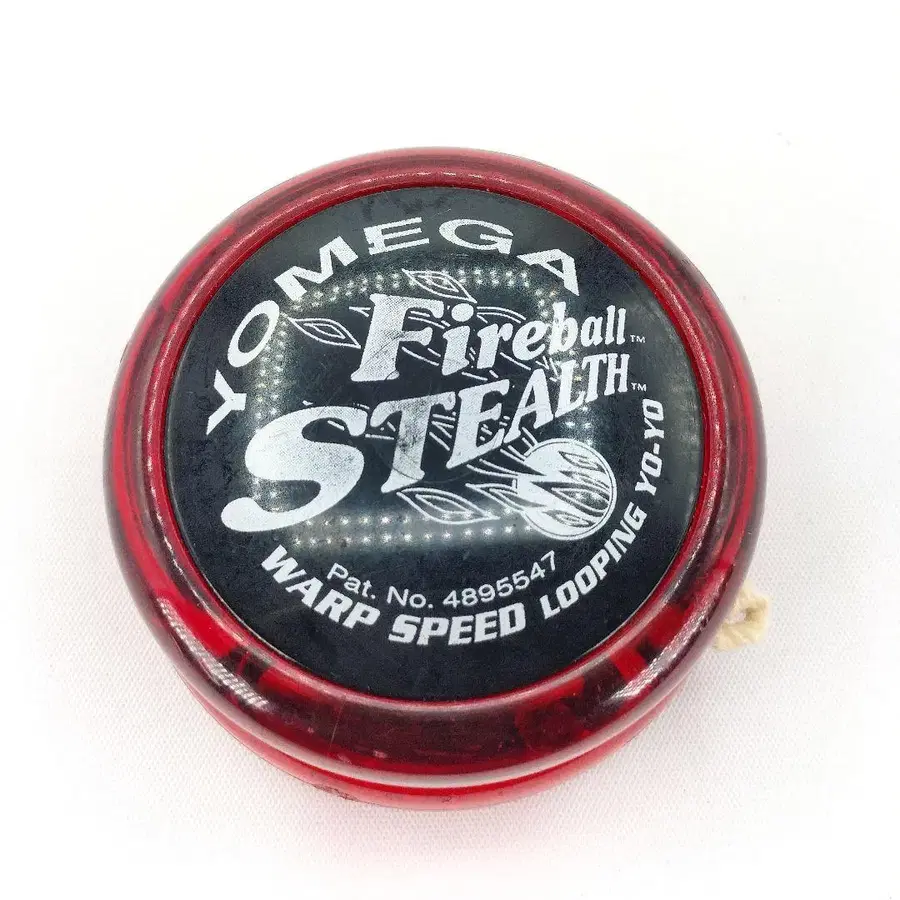 YOMEGA
Fireball™
STEALTH™
Pat. No. 4895547
WARP SPEED LOOPING YO-YO